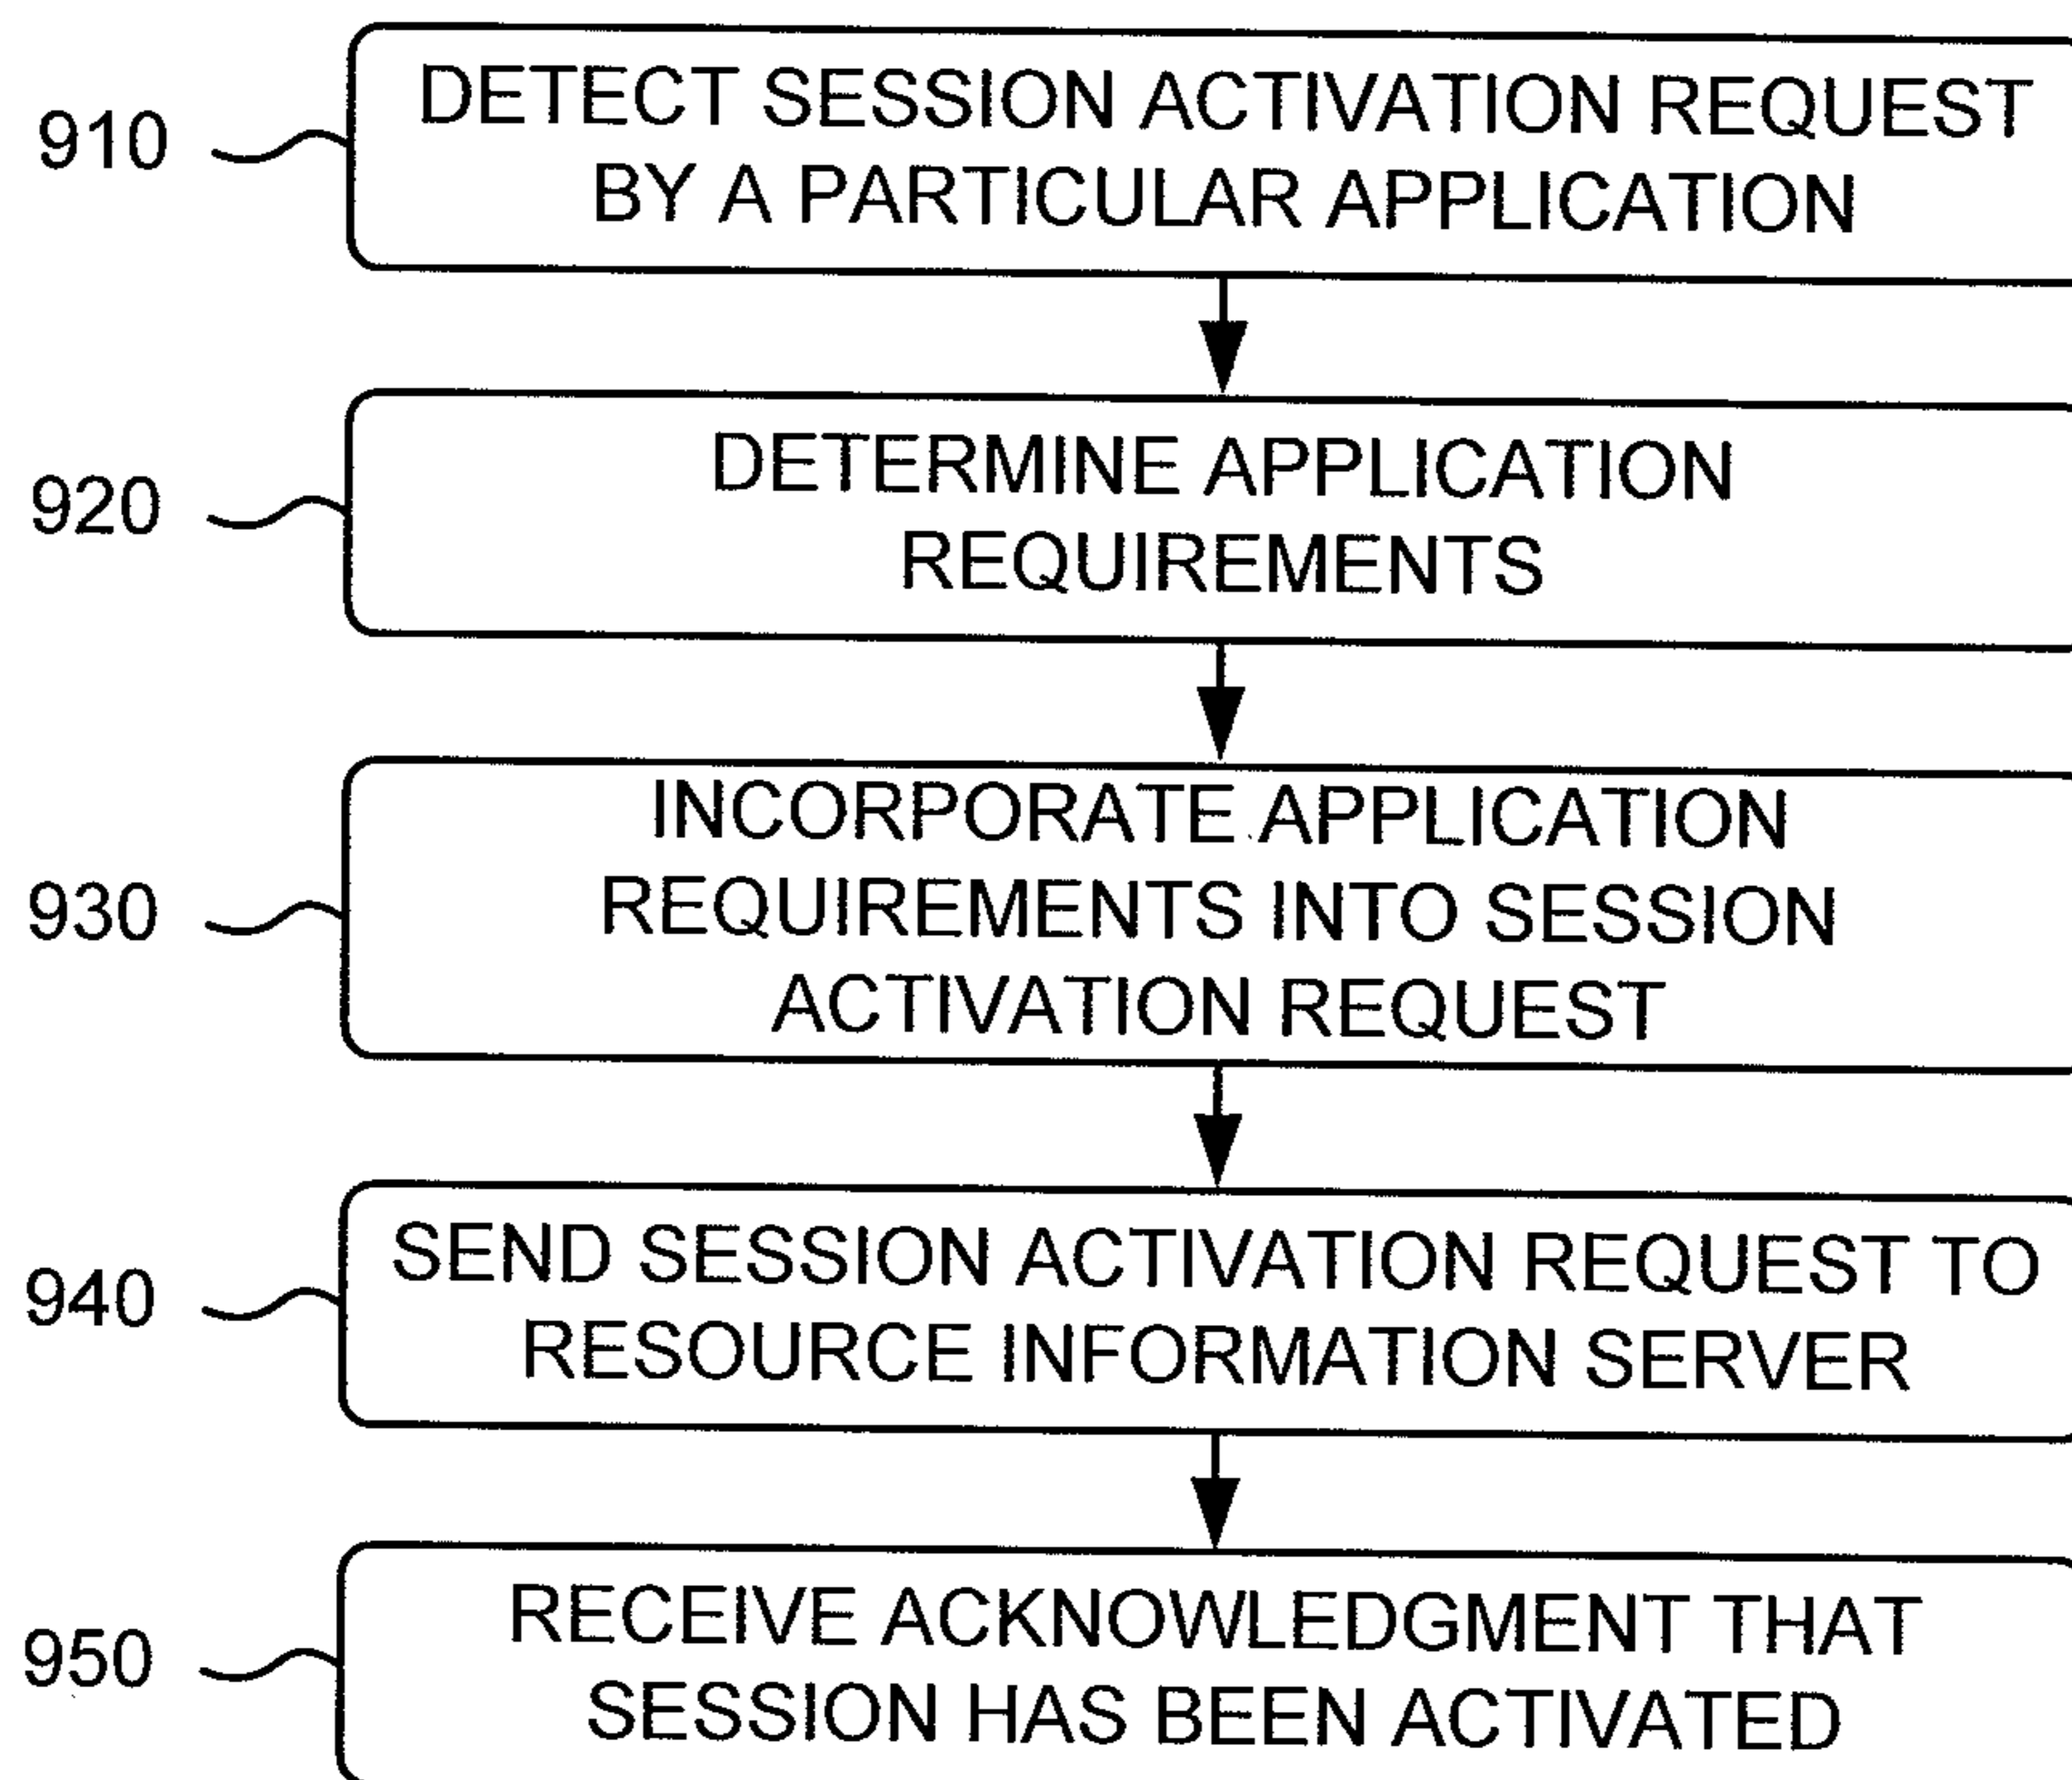 910
DETECT SESSION ACTIVATION REQUEST
BY A PARTICULAR APPLICATION
920
DETERMINE APPLICATION
REQUIREMENTS
930
INCORPORATE APPLICATION
REQUIREMENTS INTO SESSION
ACTIVATION REQUEST
940
SEND SESSION ACTIVATION REQUEST TO
RESOURCE INFORMATION SERVER
950
RECEIVE ACKNOWLEDGMENT THAT
SESSION HAS BEEN ACTIVATED